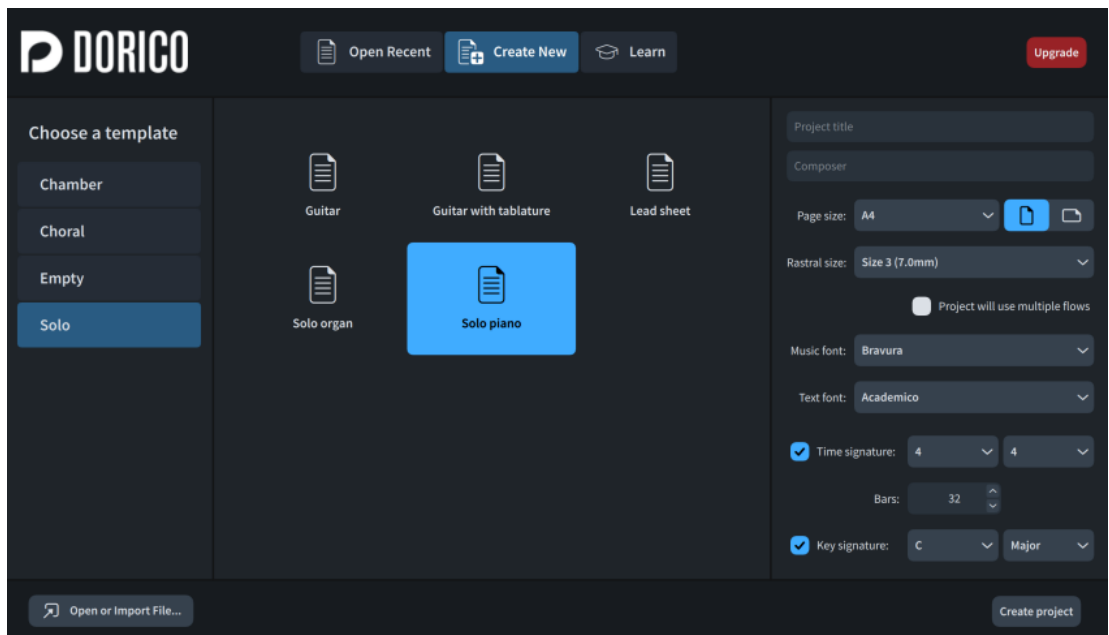 DORICO
Open Recent
Create New
Learn
Upgrade
Choose a template
Chamber
Choral
Empty
Solo
Guitar
Guitar with tablature
Lead sheet
Solo organ
Solo piano
Project title
Composer
Page size: A4
Rastral size: Size 3 (7.0mm)
Project will use multiple flows
Music font: Bravura
Text font: Academico
Time signature: 4 4
Bars: 32
Key signature: C Major
Open or Import File...
Create project